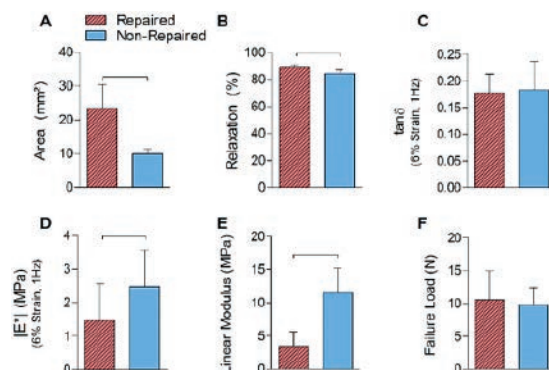 Repaired
Non-Repaired
A
Area (mm²)
40
30
20
10
0
B
Relaxation (%)
100
80
60
40
20
0
C
tanδ
(6% Strain, 1Hz)
0.25
0.20
0.15
0.10
0.05
0.00
D
|E*| (MPa)
(6% Strain, 1Hz)
4
3
2
1
0
E
Linear Modulus (MPa)
20
15
10
5
0
F
Failure Load (N)
20
15
10
5
0